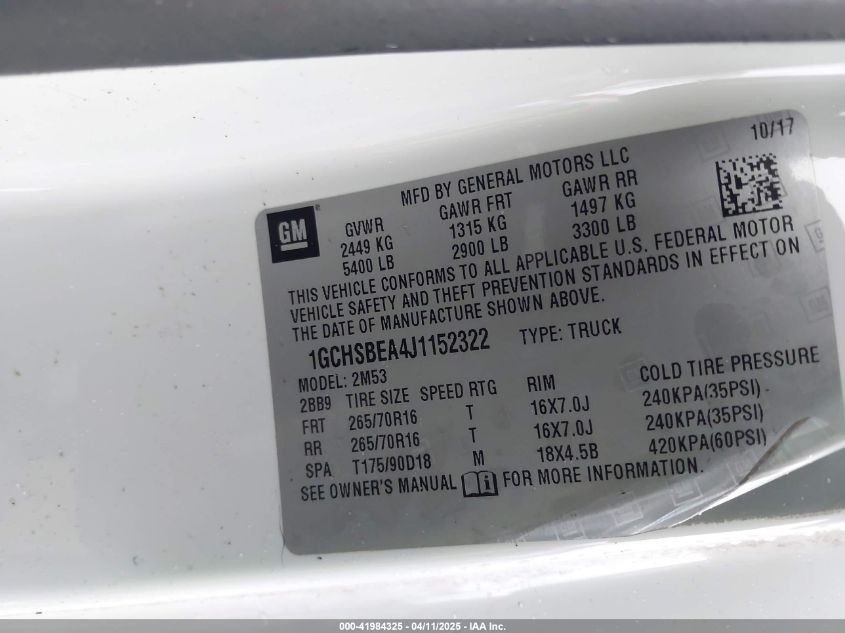 10/17
MFD BY GENERAL MOTORS LLC
GM
GVWR GAWR FRT GAWR RR
2449 KG 1315 KG 1497 KG
5400 LB 2900 LB 3300 LB
THIS VEHICLE CONFORMS TO ALL APPLICABLE U.S. FEDERAL MOTOR
VEHICLE SAFETY AND THEFT PREVENTION STANDARDS IN EFFECT ON
THE DATE OF MANUFACTURE SHOWN ABOVE.
1GCHSBEA4J1152322 TYPE: TRUCK
MODEL: 2M53
2BB9 TIRE SIZE SPEED RTG RIM COLD TIRE PRESSURE
FRT 265/70R16 T 16X7.0J 240KPA(35PSI)
RR 265/70R16 T 16X7.0J 240KPA(35PSI)
SPA T175/90D18 M 18X4.5B 420KPA(60PSI)
SEE OWNER'S MANUAL i FOR MORE INFORMATION.
000-41984325 - 04/11/2025 - IAA Inc.